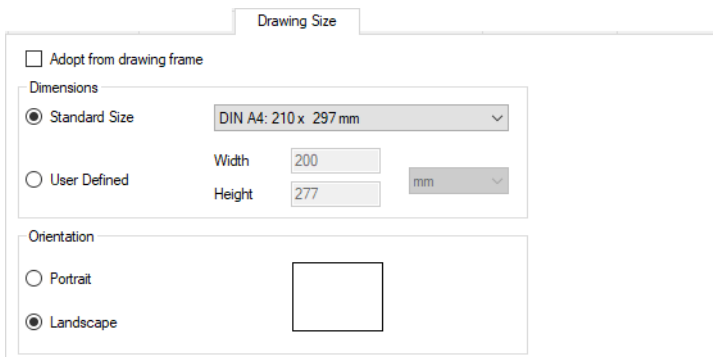 Drawing Size
Adopt from drawing frame
Dimensions
Standard Size DIN A4: 210 x 297 mm
Width 200
User Defined mm
Height 277
Orientation
Portrait
Landscape